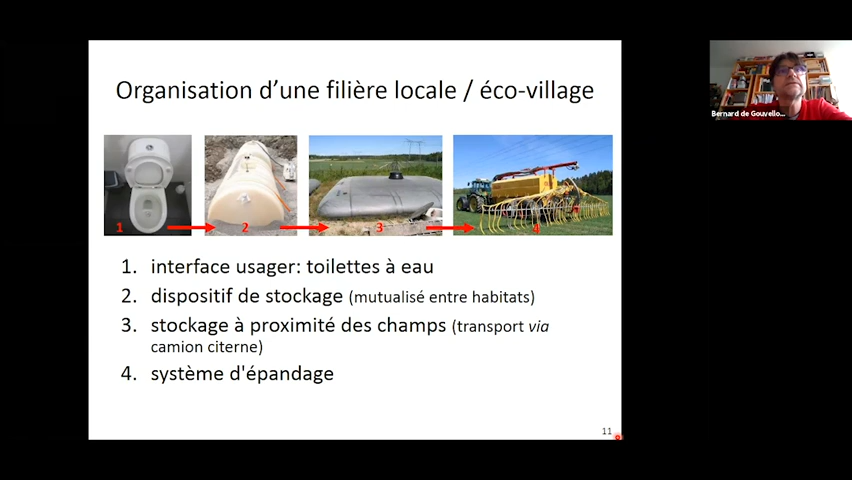 Organisation d'une filière locale / éco-village
1 2 3 4
1. interface usager: toilettes à eau
2. dispositif de stockage (mutualisé entre habitats)
3. stockage à proximité des champs (transport via
camion citerne)
4. système d'épandage
11
Bernard de Gouvello...